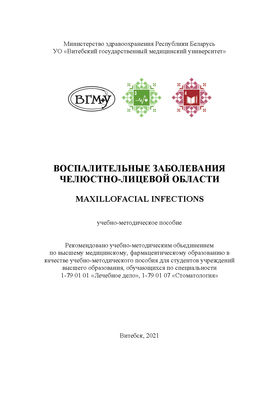 Министерство здравоохранения Республики Беларусь
УО «Витебский государственный медицинский университет»
ВГМУ
ВОСПАЛИТЕЛЬНЫЕ ЗАБОЛЕВАНИЯ
ЧЕЛЮСТНО-ЛИЦЕВОЙ ОБЛАСТИ
MAXILLOFACIAL INFECTIONS
учебно-методическое пособие
Рекомендовано учебно-методическим объединением
по высшему медицинскому, фармацевтическому образованию в
качестве учебно-методического пособия для студентов учреждений
высшего образования, обучающихся по специальности
1-79 01 01 «Лечебное дело», 1-79 01 07 «Стоматология»
Витебск, 2021